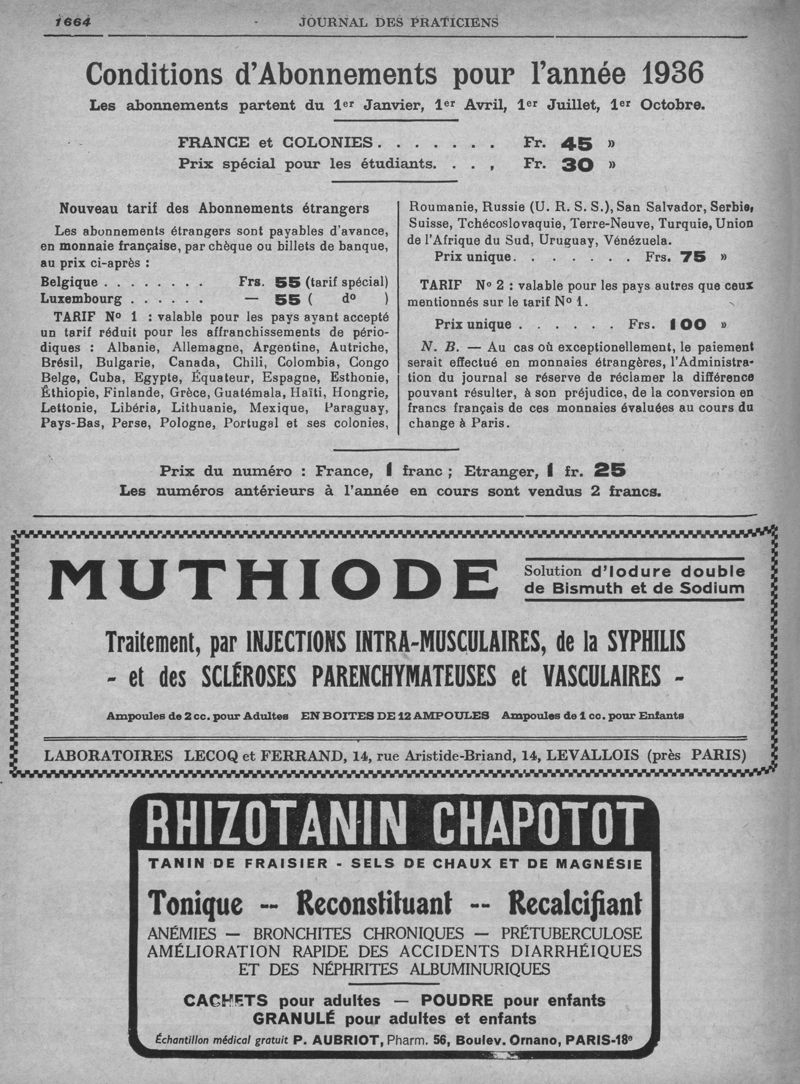 1664
JOURNAL DES PRATICIENS
Conditions d'Abonnements pour l'année 1936
Les abonnements partent du 1er Janvier, 1er Avril, 1er Juillet, 1er Octobre.
FRANCE et COLONIES . . . . . . . Fr. 45 »
Prix spécial pour les étudiants. . . , Fr. 30 »
Nouveau tarif des Abonnements étrangers
Les abonnements étrangers sont payables d'avance,
en monnaie française, par chèque ou billets de banque,
au prix ci-après :
Belgique . . . . . . . . Frs. 55 (tarif spécial)
Luxembourg . . . . . . — 55 ( do )
TARIF No 1 : valable pour les pays ayant accepté
un tarif réduit pour les affranchissements de pério-
diques : Albanie, Allemagne, Argentine, Autriche,
Brésil, Bulgarie, Canada, Chili, Colombia, Congo
Belge, Cuba, Egypte, Equateur, Espagne, Esthonie,
Éthiopie, Finlande, Grèce, Guatémala, Haïti, Hongrie,
Lettonie, Libéria, Lithuanie, Mexique, Paraguay,
Pays-Bas, Perse, Pologne, Portugal et ses colonies,
Roumanie, Russie (U. R. S. S.), San Salvador, Serbie,
Suisse, Tchécoslovaquie, Terre-Neuve, Turquie, Union
de l'Afrique du Sud, Uruguay, Vénézuela.
Prix unique. . . . . . . . Frs. 75 »
TARIF No 2 : valable pour les pays autres que ceux
mentionnés sur le tarif No 1.
Prix unique . . . . . . Frs. 100 »
N. B. — Au cas où exceptionellement, le paiement
serait effectué en monnaies étrangères, l'Administra-
tion du journal se réserve de réclamer la différence
pouvant résulter, à son préjudice, de la conversion en
francs français de ces monnaies évaluées au cours du
change à Paris.
Prix du numéro : France, 1 franc ; Etranger, 1 fr. 25
Les numéros antérieurs à l'année en cours sont vendus 2 francs.
MUTHIODE
Solution d'Iodure double
de Bismuth et de Sodium
Traitement, par INJECTIONS INTRA-MUSCULAIRES, de la SYPHILIS
- et des SCLÉROSES PARENCHYMATEUSES et VASCULAIRES -
Ampoules de 2 cc. pour Adultes EN BOITES DE 12 AMPOULES Ampoules de 1 cc. pour Enfants
LABORATOIRES LECOQ et FERRAND, 14, rue Aristide-Briand, 14, LEVALLOIS (près PARIS)
RHIZOTANIN CHAPOTOT
TANIN DE FRAISIER - SELS DE CHAUX ET DE MAGNÉSIE
Tonique -- Reconstituant -- Recalcifiant
ANÉMIES — BRONCHITES CHRONIQUES — PRÉTUBERCULOSE
AMÉLIORATION RAPIDE DES ACCIDENTS DIARRHÉIQUES
ET DES NÉPHRITES ALBUMINURIQUES
CACHETS pour adultes — POUDRE pour enfants
GRANULÉ pour adultes et enfants
Échantillon médical gratuit P. AUBRIOT, Pharm. 56, Boulev. Ornano, PARIS-18e